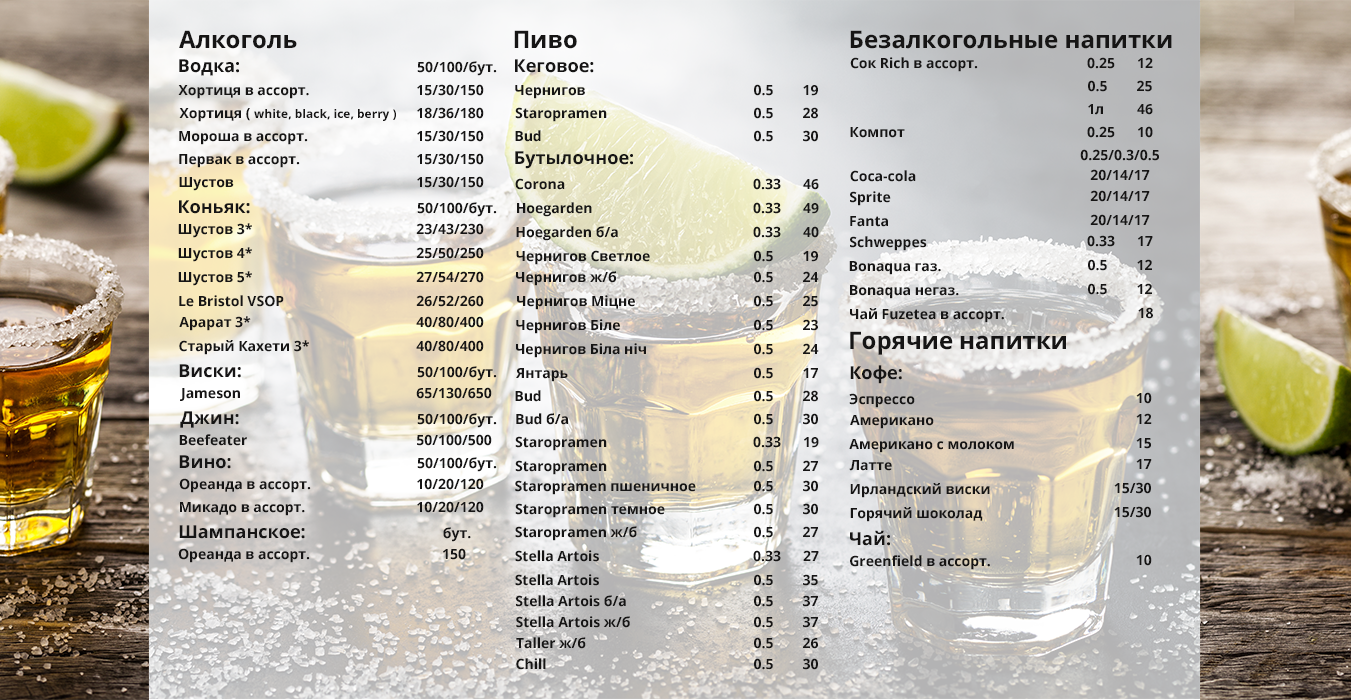 Алкоголь
Водка: 50/100/бут.
Хортиця в ассорт. 15/30/150
Хортиця ( white, black, ice, berry ) 18/36/180
Мороша в ассорт. 15/30/150
Первак в ассорт. 15/30/150
Шустов 15/30/150
Коньяк: 50/100/бут.
Шустов 3* 23/43/230
Шустов 4* 25/50/250
Шустов 5* 27/54/270
Le Bristol VSOP 26/52/260
Арарат 3* 40/80/400
Старый Кахети 3* 40/80/400
Виски: 50/100/бут.
Jameson 65/130/650
Джин: 50/100/бут.
Beefeater 50/100/500
Вино: 50/100/бут.
Ореанда в ассорт. 10/20/120
Микадо в ассорт. 10/20/120
Шампанское: бут.
Ореанда в ассорт. 150
Пиво
Кеговое:
Чернигов 0.5 19
Staropramen 0.5 28
Bud 0.5 30
Бутылочное:
Corona 0.33 46
Hoegarden 0.33 49
Hoegarden б/а 0.33 40
Чернигов Светлое 0.5 19
Чернигов ж/б 0.5 24
Чернигов Міцне 0.5 25
Чернигов Біле 0.5 23
Чернигов Біла ніч 0.5 24
Янтарь 0.5 17
Bud 0.5 28
Bud б/а 0.5 30
Staropramen 0.33 19
Staropramen 0.5 27
Staropramen пшеничное 0.5 30
Staropramen темное 0.5 30
Staropramen ж/б 0.5 27
Stella Artois 0.33 27
Stella Artois 0.5 35
Stella Artois б/а 0.5 37
Stella Artois ж/б 0.5 37
Taller ж/б 0.5 26
Chill 0.5 30
Безалкогольные напитки
Сок Rich в ассорт. 0.25 12
0.5 25
1л 46
Компот 0.25 10
0.25/0.3/0.5
Coca-cola 20/14/17
Sprite 20/14/17
Fanta 20/14/17
Schweppes 0.33 17
Bonaqua газ. 0.5 12
Bonaqua негаз. 0.5 12
Чай Fuzetea в ассорт. 18
Горячие напитки
Кофе:
Эспрессо 10
Американо 12
Американо с молоком 15
Латте 17
Ирландский виски 15/30
Горячий шоколад 15/30
Чай:
Greenfield в ассорт. 10